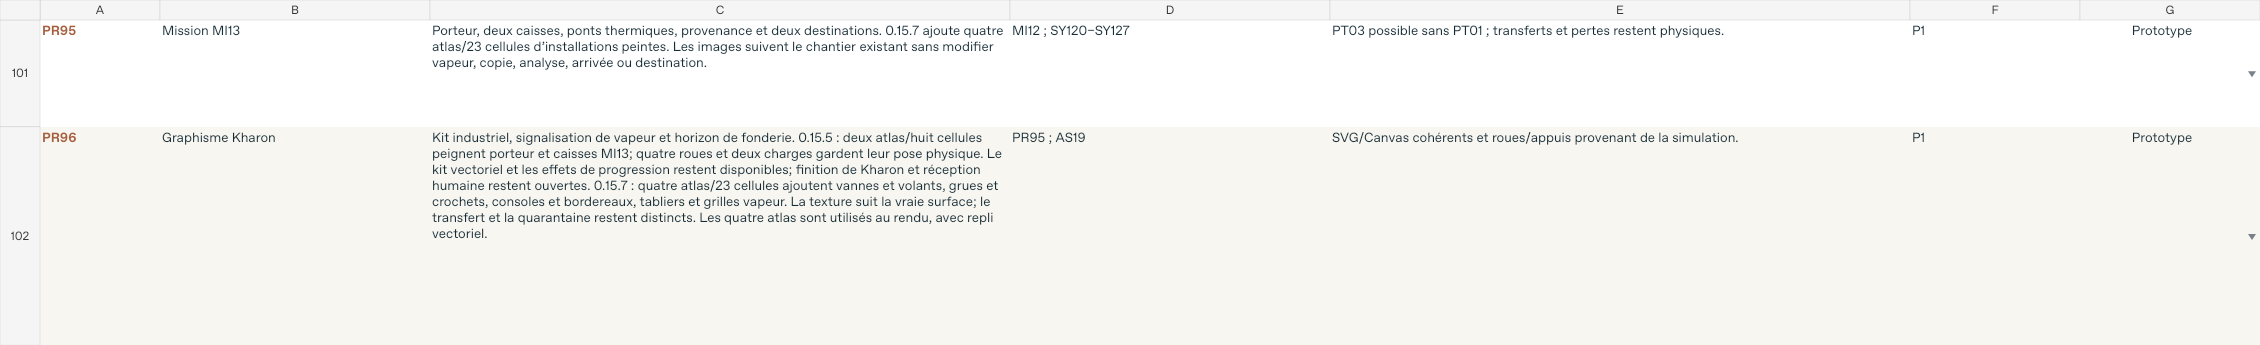 A B C D E F G
101 PR95 Mission MI13 Porteur, deux caisses, ponts thermiques, provenance et deux destinations. 0.15.7 ajoute quatre MI12 ; SY120–SY127 PT03 possible sans PT01 ; transferts et pertes restent physiques. P1 Prototype
atlas/23 cellules d’installations peintes. Les images suivent le chantier existant sans modifier
vapeur, copie, analyse, arrivée ou destination.
102 PR96 Graphisme Kharon Kit industriel, signalisation de vapeur et horizon de fonderie. 0.15.5 : deux atlas/huit cellules PR95 ; AS19 SVG/Canvas cohérents et roues/appuis provenant de la simulation. P1 Prototype
peignent porteur et caisses MI13; quatre roues et deux charges gardent leur pose physique. Le
kit vectoriel et les effets de progression restent disponibles; finition de Kharon et réception
humaine restent ouvertes. 0.15.7 : quatre atlas/23 cellules ajoutent vannes et volants, grues et
crochets, consoles et bordereaux, tabliers et grilles vapeur. La texture suit la vraie surface; le
transfert et la quarantaine restent distincts. Les quatre atlas sont utilisés au rendu, avec repli
vectoriel.